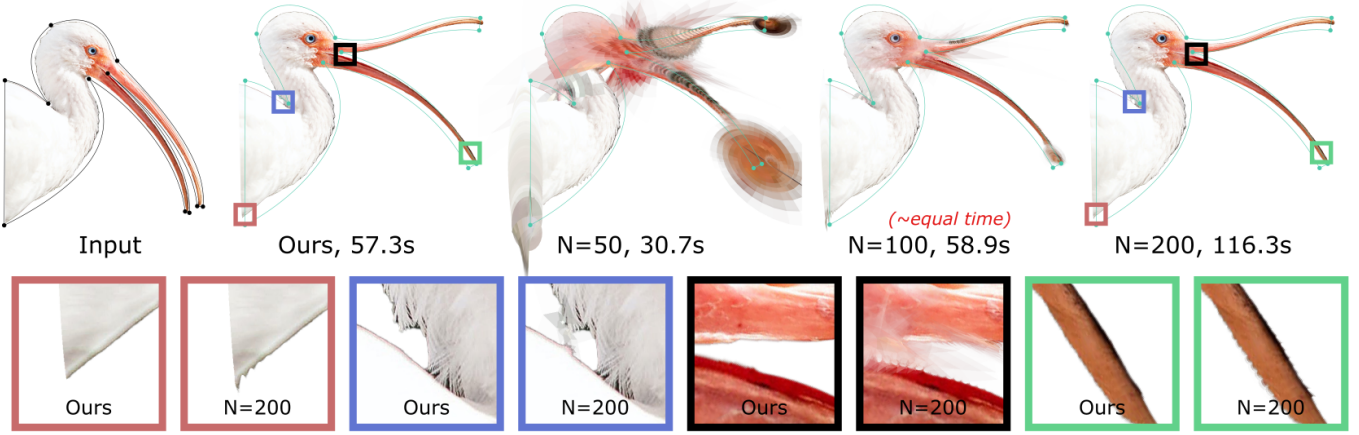 (~equal time)
Input
Ours, 57.3s
N=50, 30.7s
N=100, 58.9s
N=200, 116.3s
Ours
N=200
Ours
N=200
Ours
N=200
Ours
N=200